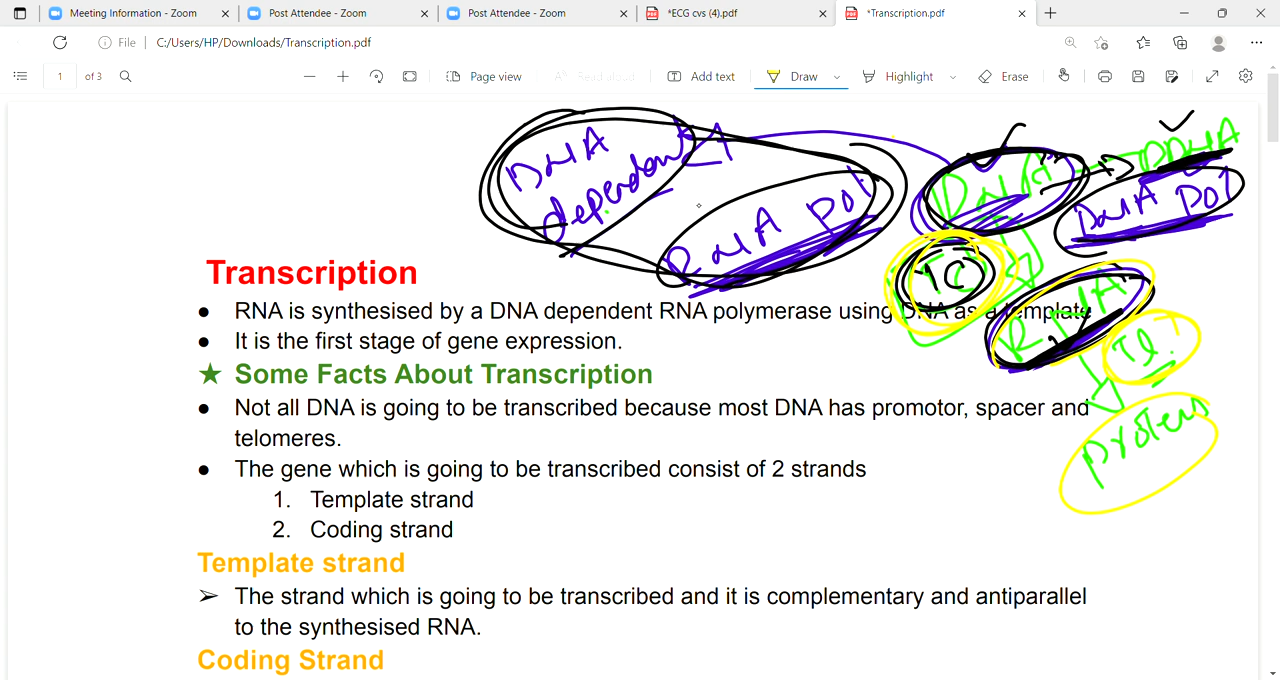 Meeting Information - Zoom
Post Attendee - Zoom
Post Attendee - Zoom
*ECG cvs (4).pdf
*Transcription.pdf
File C:/Users/HP/Downloads/Transcription.pdf
1 of 3
Page view
Read aloud
Add text
Draw
Highlight
Erase
DNA
dependent
RNA pol
DNA
DNA
DNA pol
TC
RNA
Tl.
Transcription
● RNA is synthesised by a DNA dependent RNA polymerase using DNA as a template
● It is the first stage of gene expression.
★ Some Facts About Transcription
● Not all DNA is going to be transcribed because most DNA has promotor, spacer and
telomeres.
● The gene which is going to be transcribed consist of 2 strands
1. Template strand
2. Coding strand
Template strand
➢ The strand which is going to be transcribed and it is complementary and antiparallel
to the synthesised RNA.
Coding Strand